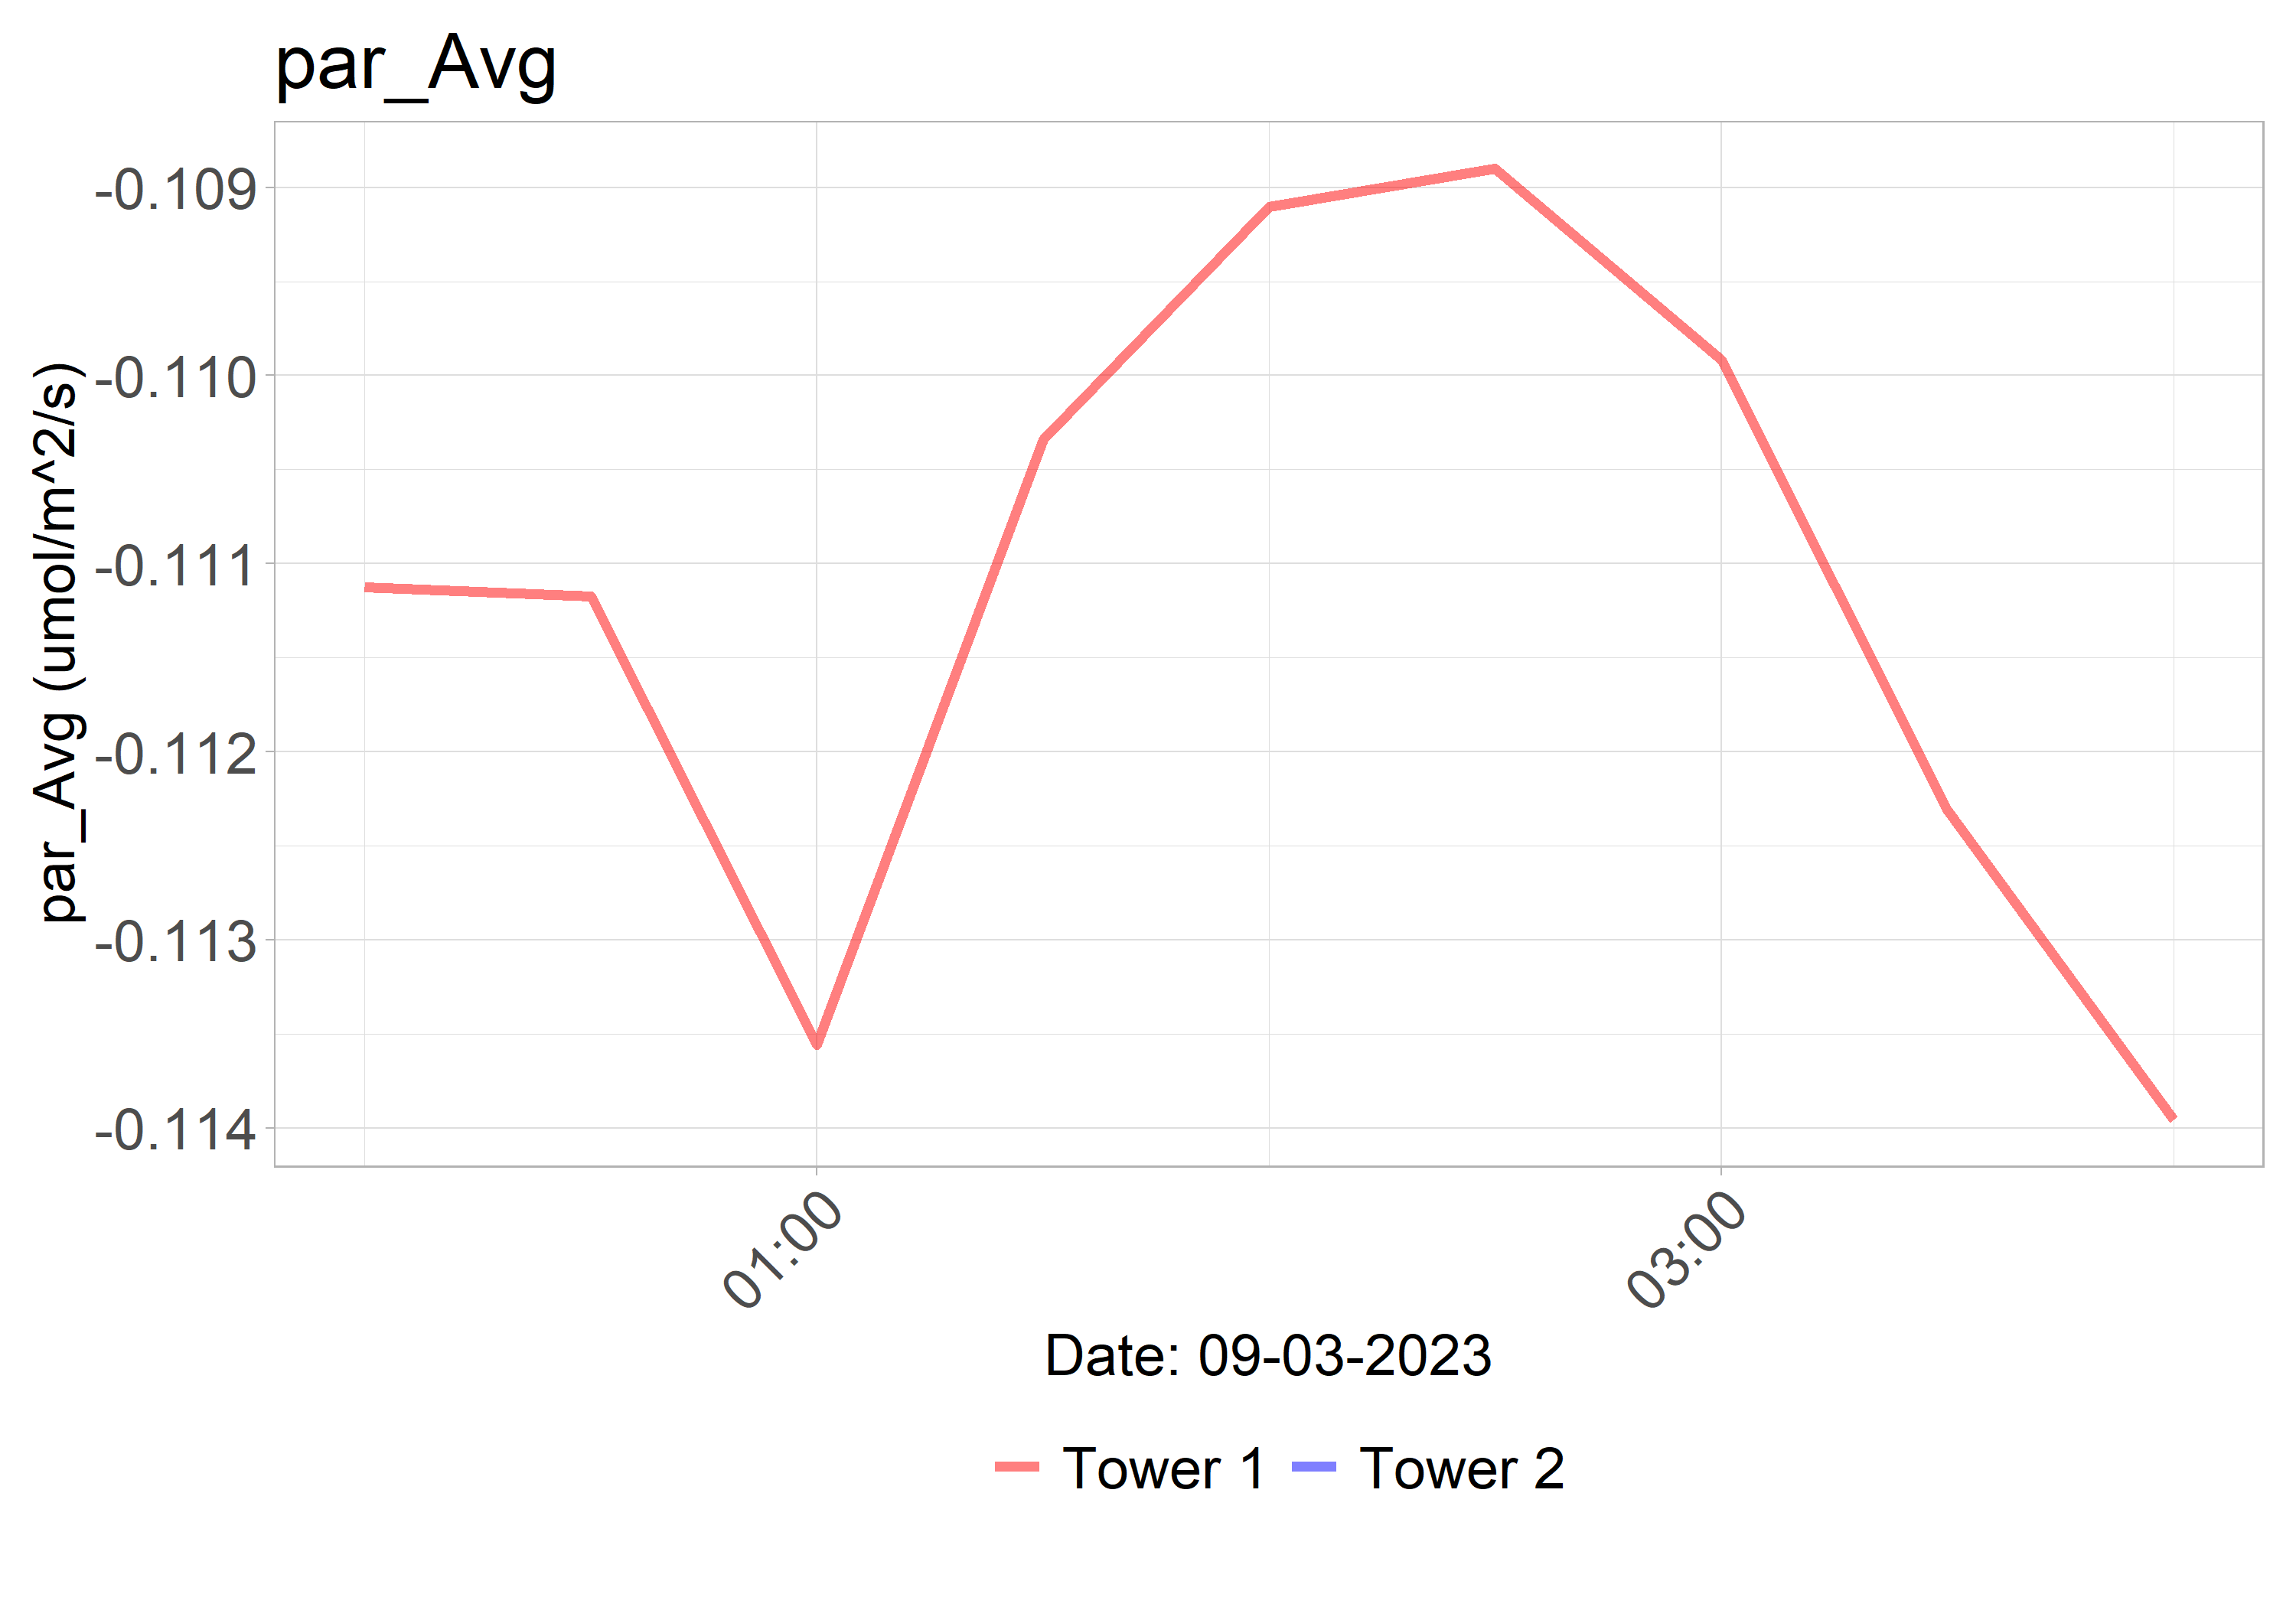 par_Avg
par_Avg (umol/m^2/s)
-0.109
-0.110
-0.111
-0.112
-0.113
-0.114
01:00
03:00
Date: 09-03-2023
Tower 1
Tower 2